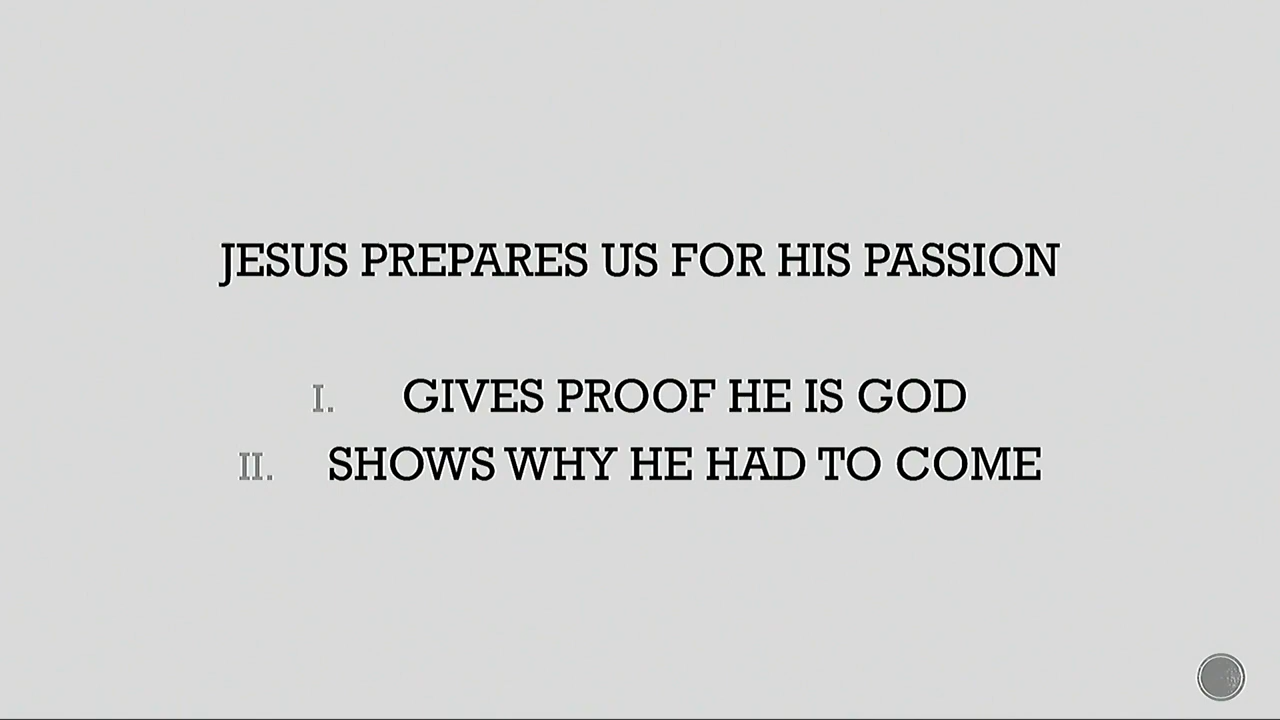 JESUS PREPARES US FOR HIS PASSION
I. GIVES PROOF HE IS GOD
II. SHOWS WHY HE HAD TO COME